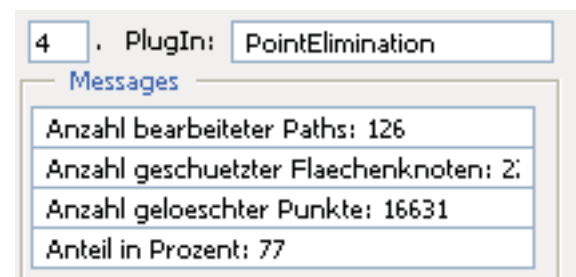 4 . PlugIn: PointElimination
Messages
Anzahl bearbeiteter Paths: 126
Anzahl geschuetzter Flaechenknoten:
Anzahl geloeschter Punkte: 16631
Anteil in Prozent: 77